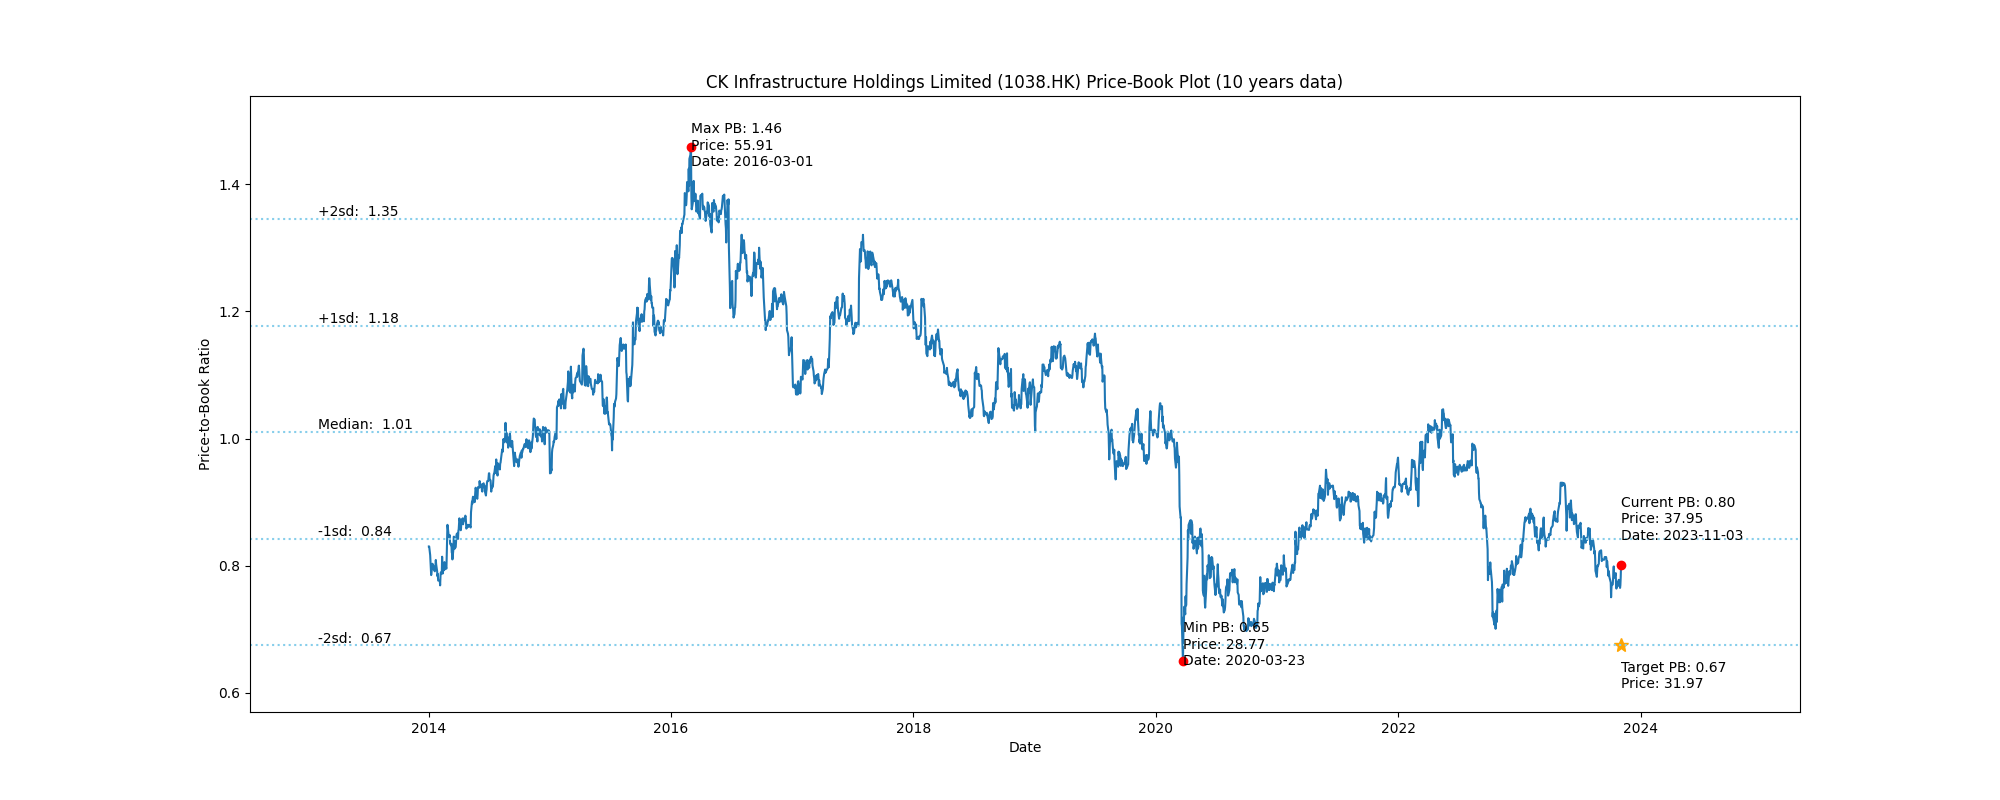 CK Infrastructure Holdings Limited (1038.HK) Price-Book Plot (10 years data)
Max PB: 1.46
Price: 55.91
Date: 2016-03-01
1.4
+2sd:  1.35
1.2
+1sd:  1.18
Price-to-Book Ratio
Median:  1.01
1.0
Current PB: 0.80
Price: 37.95
Date: 2023-11-03
-1sd:  0.84
0.8
Min PB: 0.65
Price: 28.77
Date: 2020-03-23
-2sd:  0.67
Target PB: 0.67
Price: 31.97
0.6
2014 2016 2018 2020 2022 2024
Date